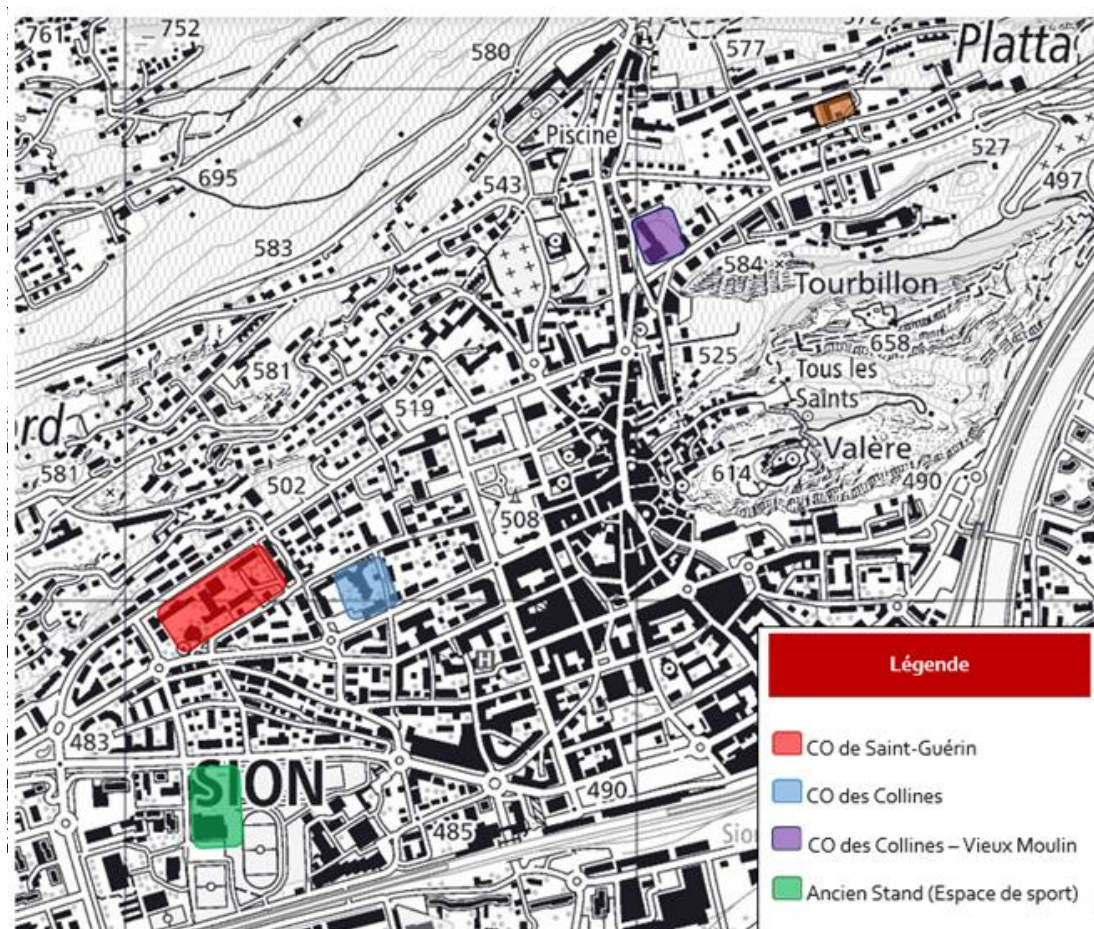 761
752
580
572
577
Platta
Piscine
527
695
543
497
583
584
Tourbillon
658
581
525
Tous les
Saints
519
rd
Valère
581
614
490
502
508
H
Légende
CO de Saint-Guérin
483
CO des Collines
SION
490
485
CO des Collines – Vieux Moulin
Sio
Ancien Stand (Espace de sport)